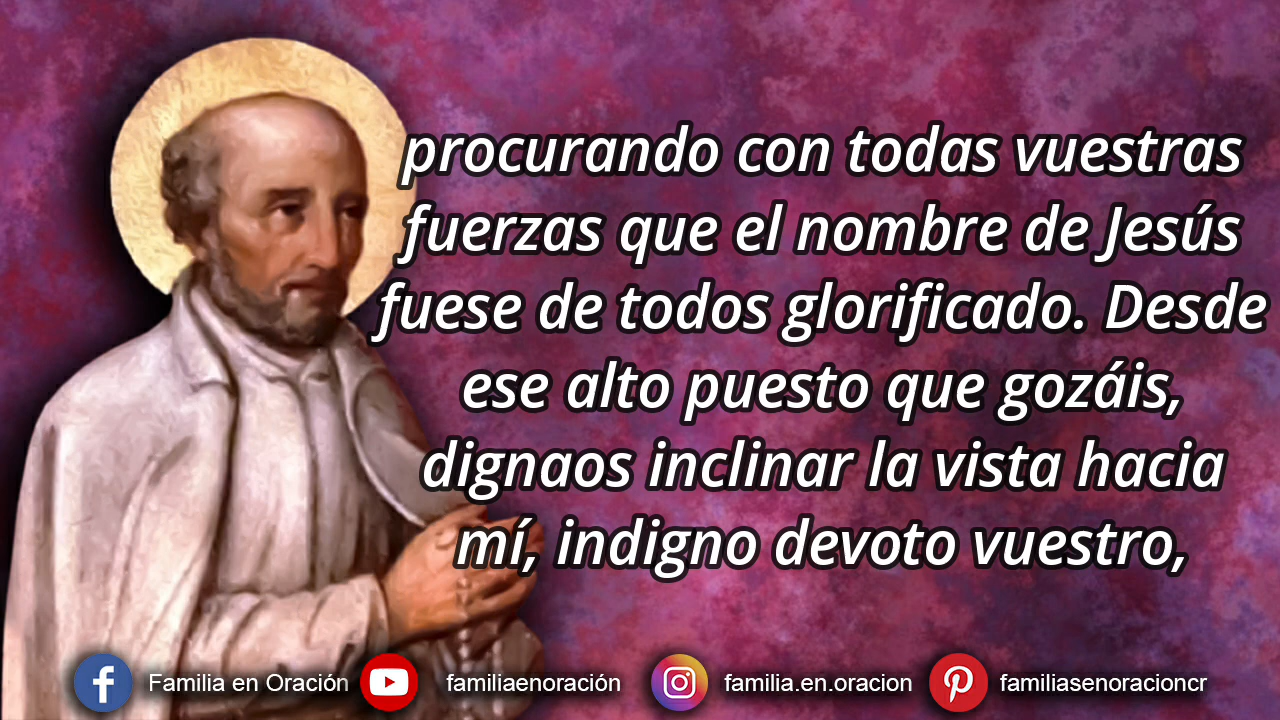 procurando con todas vuestras
fuerzas que el nombre de Jesús
fuese de todos glorificado. Desde
ese alto puesto que gozáis,
dignaos inclinar la vista hacia
mí, indigno devoto vuestro,
Familia en Oración familiaenoración familia.en.oracion familiasenoracioncr